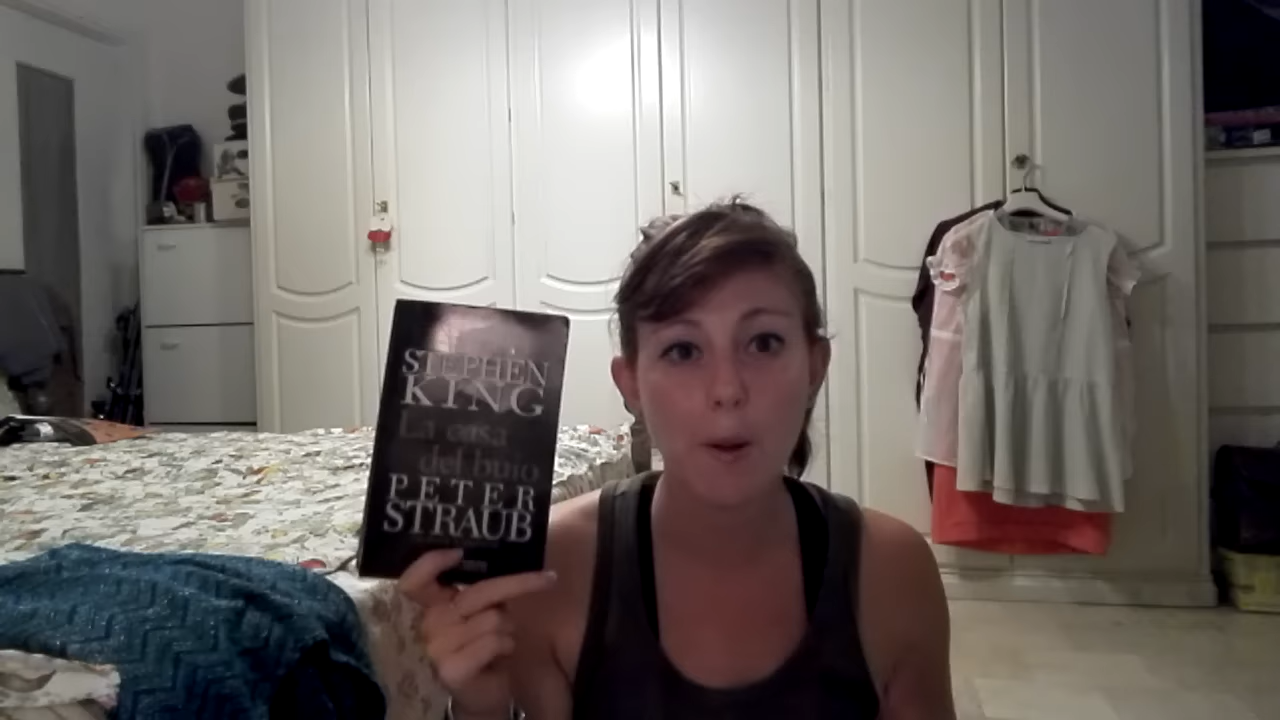 STEPHEN
KING
La casa
del buio
PETER
STRAUB